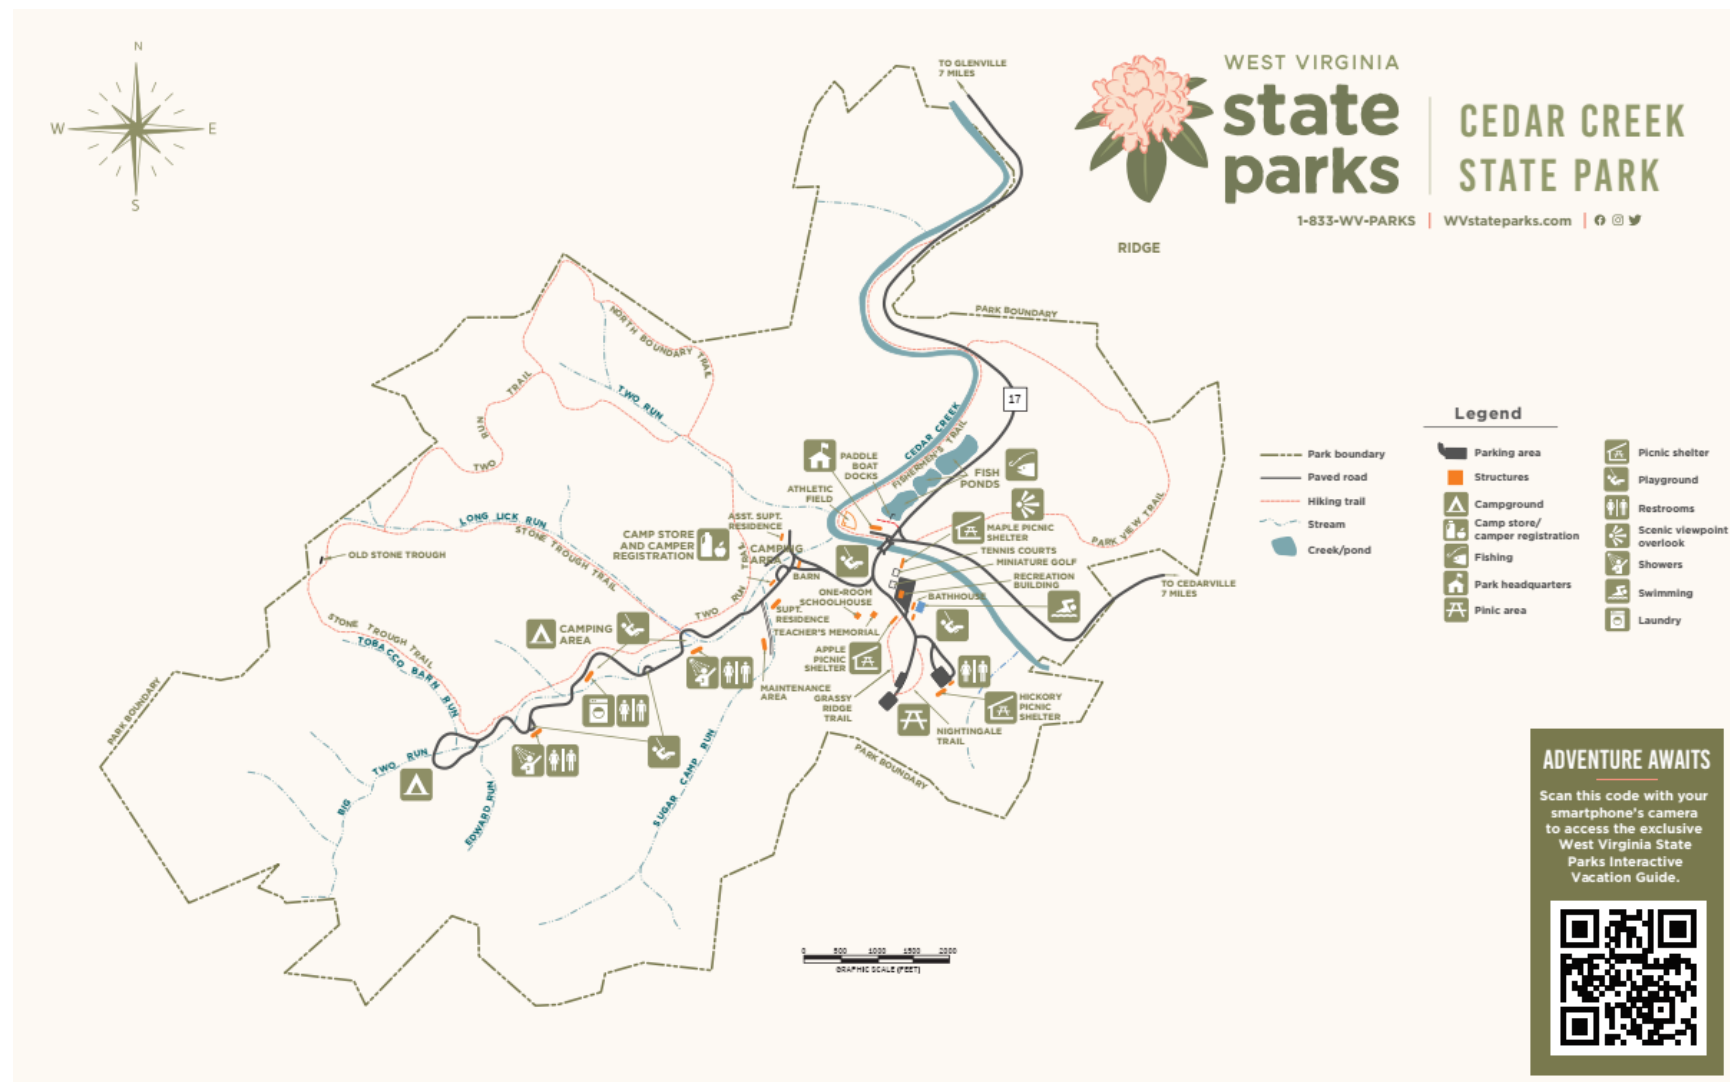 N
W
E
S
TO GLENVILLE
7 MILES
WEST VIRGINIA
state
parks
CEDAR CREEK
STATE PARK
1-833-WV-PARKS
WVstateparks.com
RIDGE
PARK BOUNDARY
NORTH BOUNDARY TRAIL
TWO RUN
TWO RUN TRAIL
17
CEDAR CREEK
FISHERMEN'S TRAIL
PADDLE
BOAT
DOCKS
FISH
PONDS
ATHLETIC
FIELD
PARK VIEW TRAIL
LONG LICK RUN
STONE TROUGH TRAIL
OLD STONE TROUGH
ASST. SUPT.
RESIDENCE
CAMP STORE
AND CAMPER
REGISTRATION
CAMPING
AREA
MAPLE PICNIC
SHELTER
TENNIS COURTS
MINIATURE GOLF
RECREATION
BUILDING
BARN
ONE-ROOM
SCHOOLHOUSE
BATHHOUSE
TO CEDARVILLE
7 MILES
SUPT.
RESIDENCE
TEACHER'S MEMORIAL
TWO RUN TRAIL
CAMPING
AREA
STONE TROUGH TRAIL
TOBACCO BARN RUN
APPLE
PICNIC
SHELTER
MAINTENANCE
AREA
GRASSY
RIDGE
TRAIL
HICKORY
PICNIC
SHELTER
NIGHTINGALE
TRAIL
PARK BOUNDARY
PARK BOUNDARY
BIG TWO RUN
EDWARD RUN
SUGAR CAMP RUN
0 500 1000 1500 2000
GRAPHIC SCALE (FEET)
Legend
Park boundary
Paved road
Hiking trail
Stream
Creek/pond
Parking area
Structures
Campground
Camp store/
camper registration
Fishing
Park headquarters
Pinic area
Picnic shelter
Playground
Restrooms
Scenic viewpoint
overlook
Showers
Swimming
Laundry
ADVENTURE AWAITS
Scan this code with your
smartphone's camera
to access the exclusive
West Virginia State
Parks Interactive
Vacation Guide.